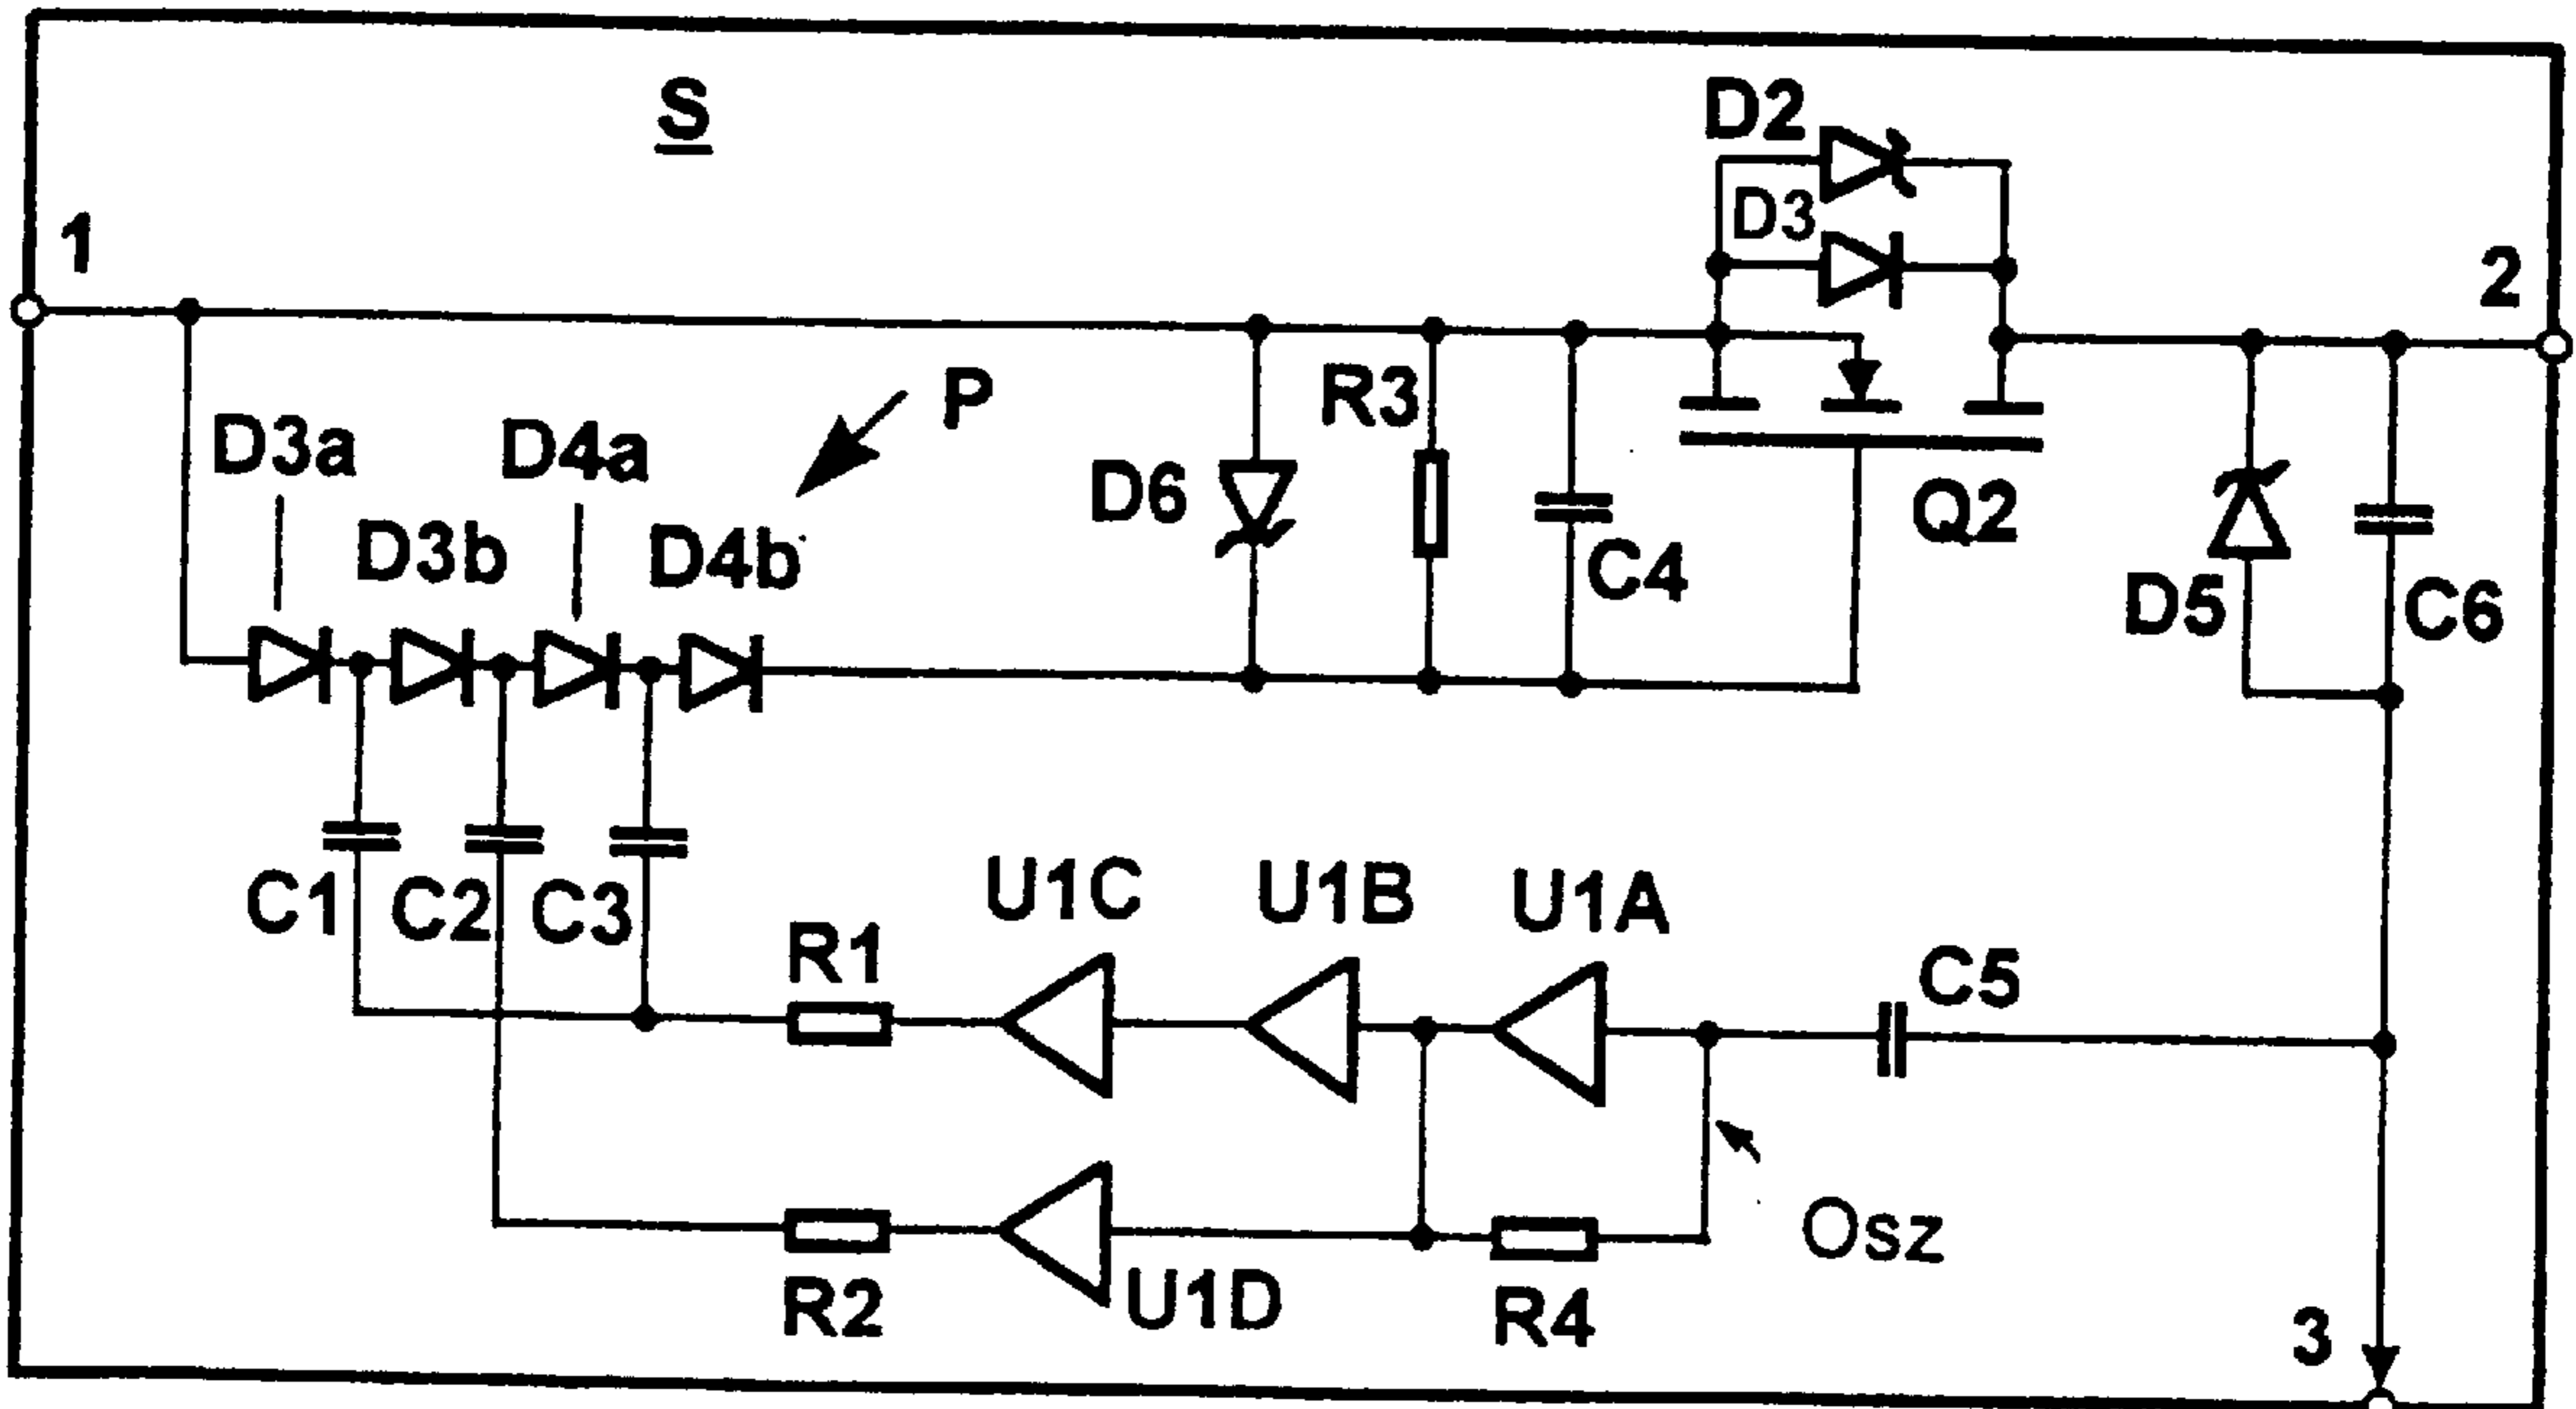 S
D2
D3
1
2
P
R3
D3a
D4a
D6
Q2
D3b
D4b
C4
D5
C6
C1
C2
C3
U1C
U1B
U1A
R1
C5
Osz
R2
U1D
R4
3